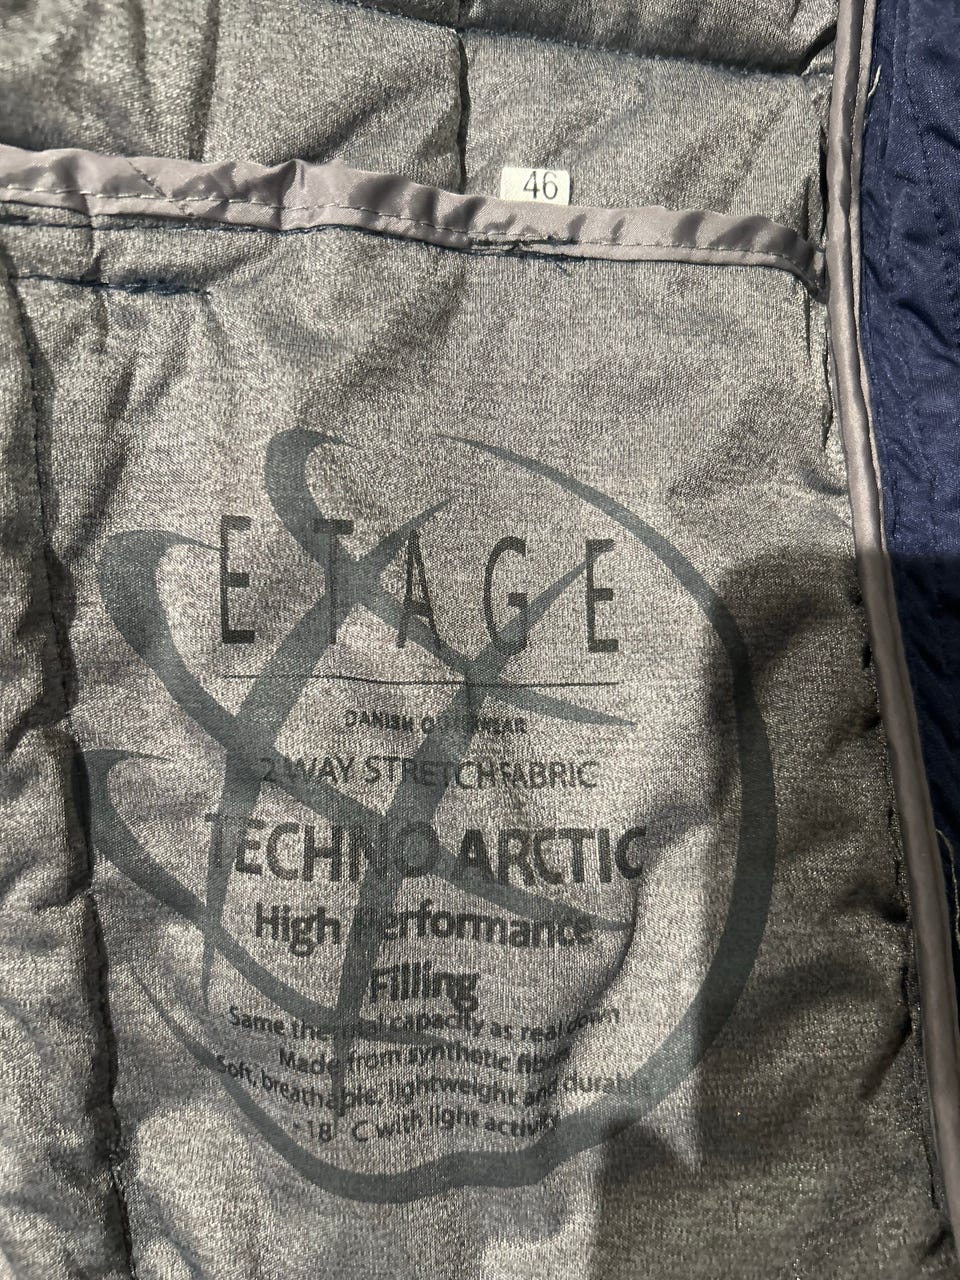 46
ETAGE
DANISH OUTERWEAR
2 WAY STRETCH FABRIC
TECHNO ARCTIC
High Performance
Filling
Same thermal capacity as real down
Made from synthetic fibre
Soft, breathable, lightweight and durable
-18° C with light activity